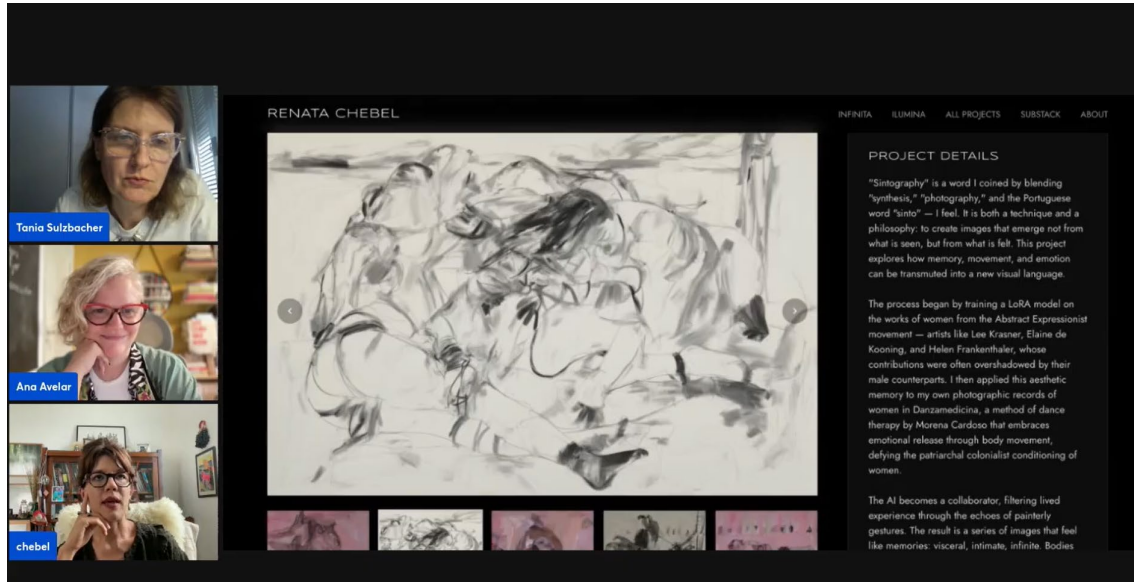 RENATA CHEBEL
INFINITA ILUMINA ALL PROJECTS SUBSTACK ABOUT
Tania Sulzbacher
Ana Avelar
chebel
PROJECT DETAILS
"Sintography" is a word I coined by blending
"synthesis," "photography," and the Portuguese
word "sinto" — I feel. It is both a technique and a
philosophy: to create images that emerge not from
what is seen, but from what is felt. This project
explores how memory, movement, and emotion
can be transmuted into a new visual language.
The process began by training a LoRA model on
the works of women from the Abstract Expressionist
movement — artists like Lee Krasner, Elaine de
Kooning, and Helen Frankenthaler, whose
contributions were often overshadowed by their
male counterparts. I then applied this aesthetic
memory to my own photographic records of
women in Danzamedicina, a method of dance
therapy by Morena Cardoso that embraces
emotional release through body movement,
defying the patriarchal colonialist conditioning of
women.
The AI becomes a collaborator, filtering lived
experience through the echoes of painterly
gestures. The result is a series of images that feel
like memories: visceral, intimate, infinite. Bodies